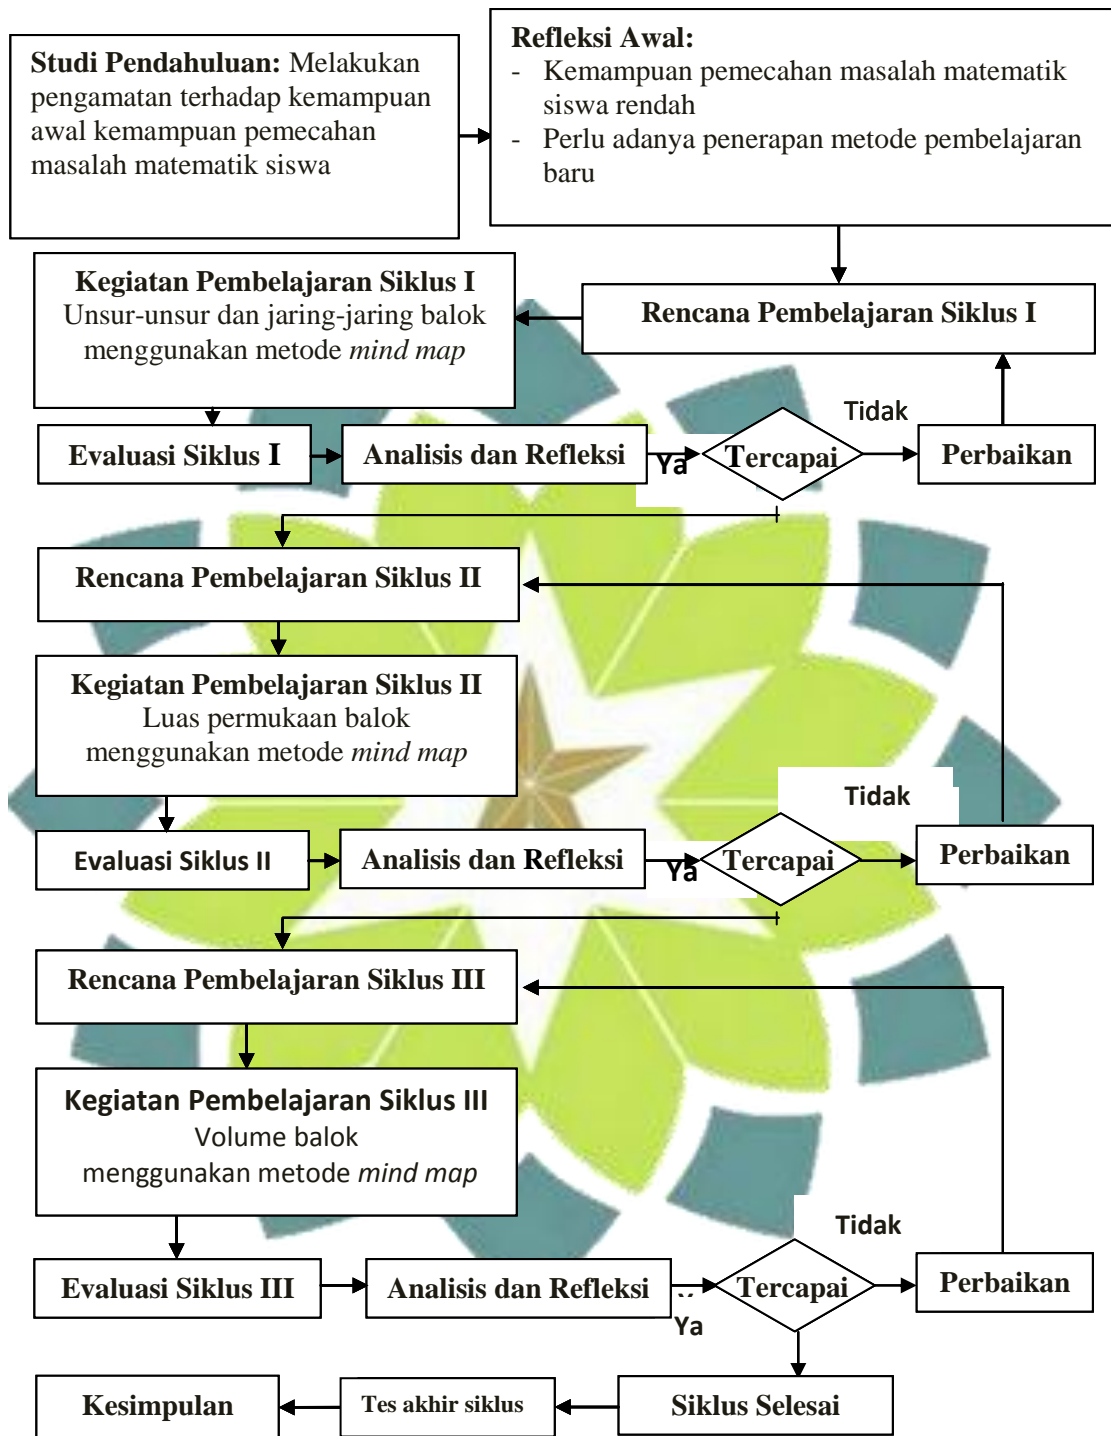 Studi Pendahuluan: Melakukan
pengamatan terhadap kemampuan
awal kemampuan pemecahan
masalah matematik siswa
Refleksi Awal:
- Kemampuan pemecahan masalah matematik
siswa rendah
- Perlu adanya penerapan metode pembelajaran
baru
Kegiatan Pembelajaran Siklus I
Unsur-unsur dan jaring-jaring balok
menggunakan metode mind map
Rencana Pembelajaran Siklus I
Evaluasi Siklus I
Analisis dan Refleksi
Ya
Tercapai
Tidak
Perbaikan
Rencana Pembelajaran Siklus II
Kegiatan Pembelajaran Siklus II
Luas permukaan balok
menggunakan metode mind map
Evaluasi Siklus II
Analisis dan Refleksi
Ya
Tercapai
Tidak
Perbaikan
Rencana Pembelajaran Siklus III
Kegiatan Pembelajaran Siklus III
Volume balok
menggunakan metode mind map
Evaluasi Siklus III
Analisis dan Refleksi
Ya
Tercapai
Tidak
Perbaikan
Kesimpulan
Tes akhir siklus
Siklus Selesai